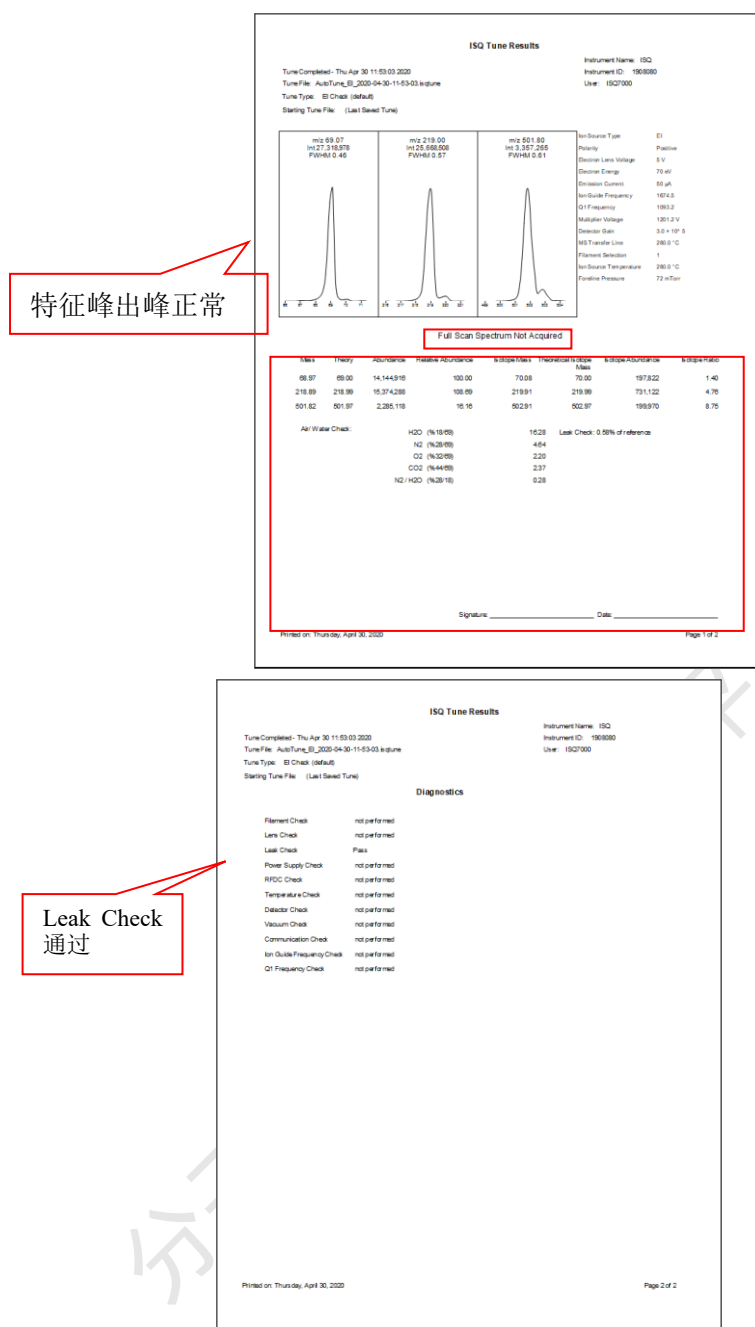 ISQ Tune Results
Instrument Name: ISQ
Tune Completed - Thu Apr 30 11:53:03 2020 Instrument ID: 1908080
Tune File: AutoTune_EI_2020-04-30-11-53-03.isqtune User: ISQ7000
Tune Type: EI Check (default)
Starting Tune File: (Last Saved Tune)
m/z 69.07 m/z 219.00 m/z 501.80
Int 27,318,978 Int 25,668,508 Int 3,357,265
FWHM 0.46 FWHM 0.57 FWHM 0.61
Ion Source Type EI
Polarity Positive
Electron Lens Voltage 5 V
Electron Energy 70 eV
Emission Current 50 µA
Ion Guide Frequency 1674.5
Q1 Frequency 1093.2
Multiplier Voltage 1201.2 V
Detector Gain
MS Transfer Line 280.0 °C
Filament Selection 1
Ion Source Temperature 280.0 °C
Foreline Pressure 72 mTorr
特征峰出峰正常
Full Scan Spectrum Not Acquired
Mass Theory Abundance Relative Abundance Isotope Mass Theoretical Isotope Mass Isotope Abundance Isotope Ratio
68.97 69.00 14,144,916 100.00 70.08 70.00 197,822 1.40
218.89 218.99 15,374,288 108.69 219.91 219.99 731,122 4.76
501.82 501.97 2,285,118 16.16 502.91 502.97 199,970 8.75
Air/Water Check: H2O (%18/69) 16.28 Leak Check: 0.58% of reference
N2 (%28/69) 4.64
O2 (%32/69) 2.20
CO2 (%44/69) 2.37
N2 / H2O (%28/18) 0.28
Signature: Date:
Printed on: Thursday, April 30, 2020 Page 1 of 2
ISQ Tune Results
Instrument Name: ISQ
Tune Completed - Thu Apr 30 11:53:03 2020 Instrument ID: 1908080
Tune File: AutoTune_EI_2020-04-30-11-53-03.isqtune User: ISQ7000
Tune Type: EI Check (default)
Starting Tune File: (Last Saved Tune)
Diagnostics
Filament Check not performed
Lens Check not performed
Leak Check Pass
Power Supply Check not performed
RFDC Check not performed
Temperature Check not performed
Detector Check not performed
Vacuum Check not performed
Communication Check not performed
Ion Guide Frequency Check not performed
Q1 Frequency Check not performed
Leak Check
通过
Printed on: Thursday, April 30, 2020 Page 2 of 2